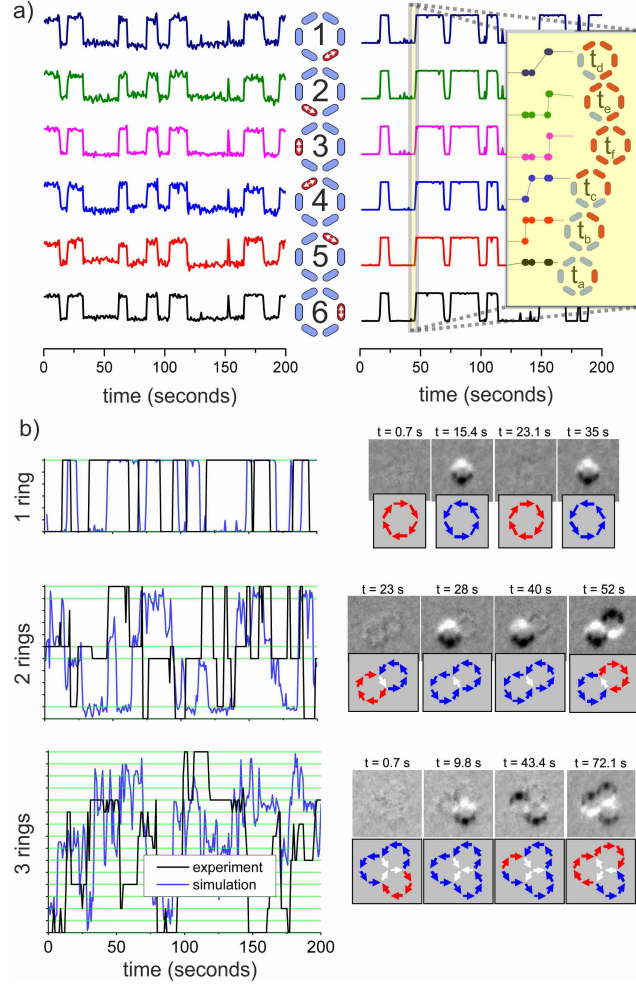 a)
1
2
3
4
5
6
t_d
t_e
t_f
t_c
t_b
t_a
0 50 100 150 200
0 50 100 150 200
time (seconds)
time (seconds)
b)
1 ring
t = 0.7 s t = 15.4 s t = 23.1 s t = 35 s
2 rings
t = 23 s t = 28 s t = 40 s t = 52 s
3 rings
t = 0.7 s t = 9.8 s t = 43.4 s t = 72.1 s
experiment
simulation
0 50 100 150 200
time (seconds)